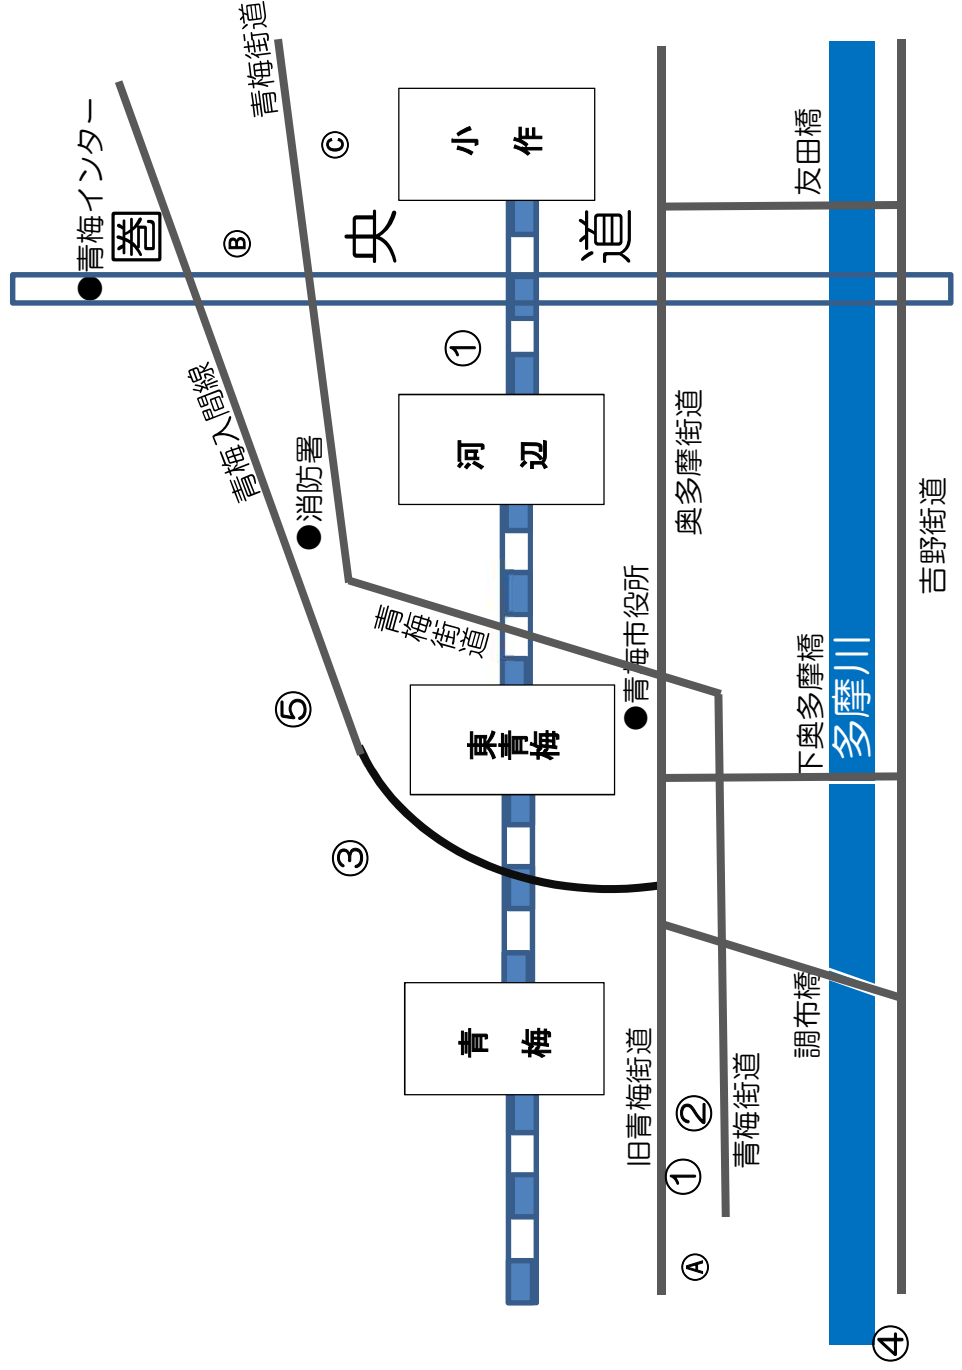 青梅インター
圏央道
青梅街道
青梅入間線
消防署
Ⓑ
Ⓒ
小作
①
河辺
青梅街道
⑤
③
東青梅
青梅市役所
青梅
奥多摩街道
旧青梅街道
①
②
Ⓐ
青梅街道
友田橋
下奥多摩橋
調布橋
多摩川
吉野街道
④